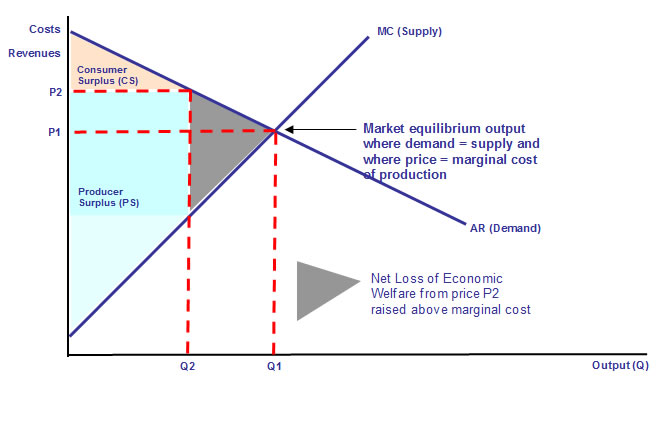 Costs
MC (Supply)
Revenues
Consumer
Surplus (CS)
P2
P1
Market equilibrium output
where demand = supply and
where price = marginal cost
of production
Producer
Surplus (PS)
AR (Demand)
Net Loss of Economic
Welfare from price P2
raised above marginal cost
Q2
Q1
Output (Q)